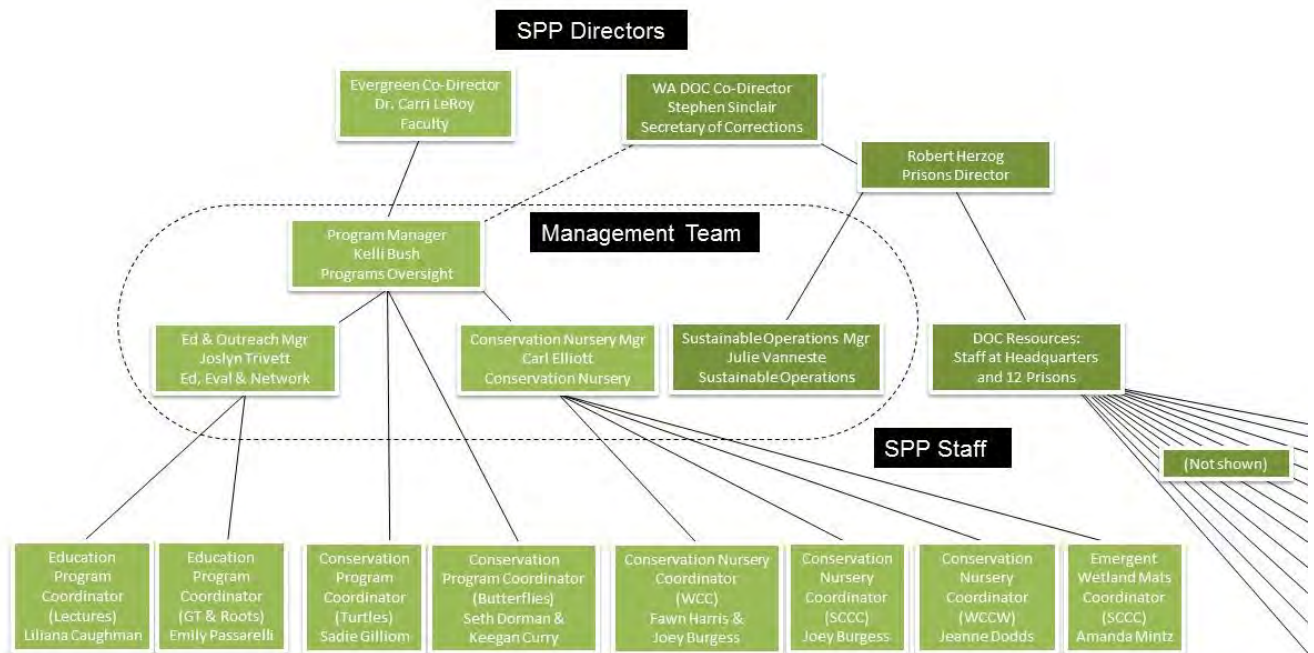 SPP Directors
Evergreen Co-Director
Dr. Carri LeRoy
Faculty
WA DOC Co-Director
Stephen Sinclair
Secretary of Corrections
Robert Herzog
Prisons Director
Management Team
Program Manager
Kelli Bush
Programs Oversight
Ed & Outreach Mgr
Joslyn Trivett
Ed, Eval & Network
Conservation Nursery Mgr
Carl Elliott
Conservation Nursery
Sustainable Operations Mgr
Julie Vanneste
Sustainable Operations
DOC Resources:
Staff at Headquarters
and 12 Prisons
SPP Staff
(Not shown)
Education
Program
Coordinator
(Lectures)
Liliana Caughman
Education
Program
Coordinator
(GT & Roots)
Emily Passarelli
Conservation
Program
Coordinator
(Turtles)
Sadie Gilliom
Conservation
Program Coordinator
(Butterflies)
Seth Dorman &
Keegan Curry
Conservation Nursery
Coordinator
(WCC)
Fawn Harris &
Joey Burgess
Conservation
Nursery
Coordinator
(SCCC)
Joey Burgess
Conservation
Nursery
Coordinator
(WCCW)
Jeanne Dodds
Emergent
Wetland Mats
Coordinator
(SCCC)
Amanda Mintz